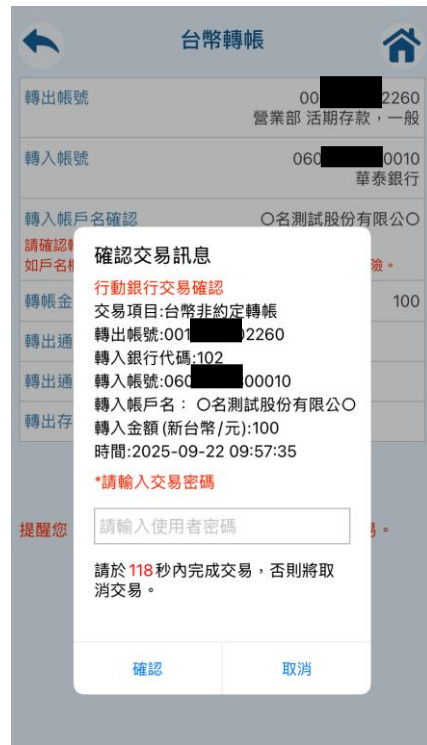 台幣轉帳
轉出帳號
00 2260
營業部 活期存款，一般
轉入帳號
060 0010
華泰銀行
轉入帳戶名確認
〇名測試股份有限公〇
請確認
如戶名
險。
轉帳金
100
轉出通
轉出通
轉出存
提醒您
易。
確認交易訊息
行動銀行交易確認
交易項目:台幣非約定轉帳
轉出帳號:001 2260
轉入銀行代碼:102
轉入帳號:060 00010
轉入帳戶名： 〇名測試股份有限公〇
轉入金額(新台幣/元):100
時間:2025-09-22 09:57:35
*請輸入交易密碼
請輸入使用者密碼
請於118秒內完成交易，否則將取
消交易。
確認
取消